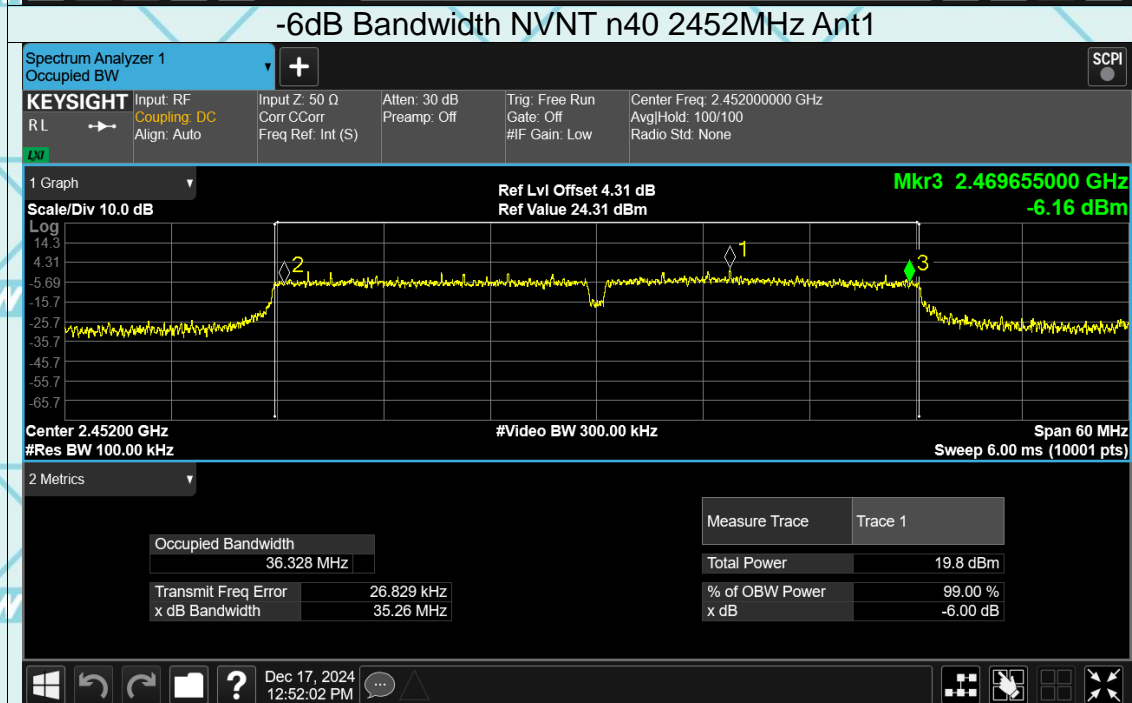 -6dB Bandwidth NVNT n40 2452MHz Ant1
Spectrum Analyzer 1
Occupied BW
SCPI
KEYSIGHT
RL
LXI
Input: RF
Coupling: DC
Align: Auto
Input Z: 50 Ω
Corr CCorr
Freq Ref: Int (S)
Atten: 30 dB
Preamp: Off
Trig: Free Run
Gate: Off
#IF Gain: Low
Center Freq: 2.452000000 GHz
Avg|Hold: 100/100
Radio Std: None
1 Graph
Scale/Div 10.0 dB
Ref Lvl Offset 4.31 dB
Ref Value 24.31 dBm
Mkr3 2.469655000 GHz
-6.16 dBm
Log
14.3
4.31
-5.69
-15.7
-25.7
-35.7
-45.7
-55.7
-65.7
2
1
3
Center 2.45200 GHz
#Video BW 300.00 kHz
Span 60 MHz
#Res BW 100.00 kHz
Sweep 6.00 ms (10001 pts)
2 Metrics
Occupied Bandwidth
36.328 MHz
Transmit Freq Error 26.829 kHz
x dB Bandwidth 35.26 MHz
Measure Trace Trace 1
Total Power 19.8 dBm
% of OBW Power 99.00 %
x dB -6.00 dB
?
Dec 17, 2024
12:52:02 PM